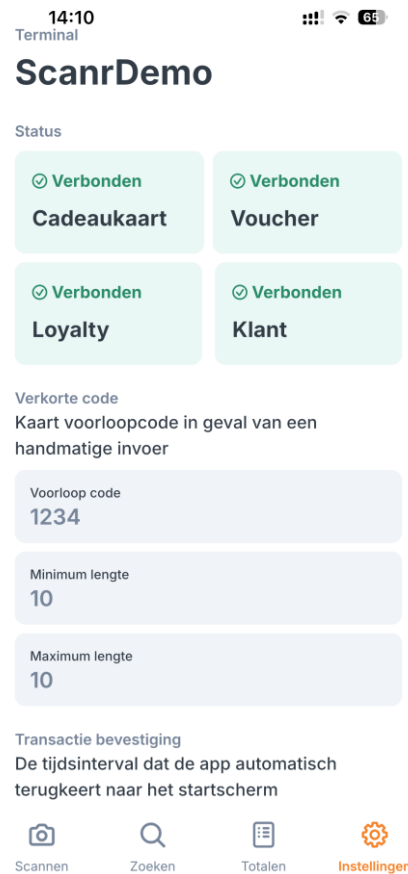 14:10
65
Terminal
ScanrDemo
Status
Verbonden
Cadeaukaart
Verbonden
Voucher
Verbonden
Loyalty
Verbonden
Klant
Verkorte code
Kaart voorloopcode in geval van een
handmatige invoer
Voorloop code
1234
Minimum lengte
10
Maximum lengte
10
Transactie bevestiging
De tijdsinterval dat de app automatisch
terugkeert naar het startscherm
Scannen
Zoeken
Totalen
Instellingen